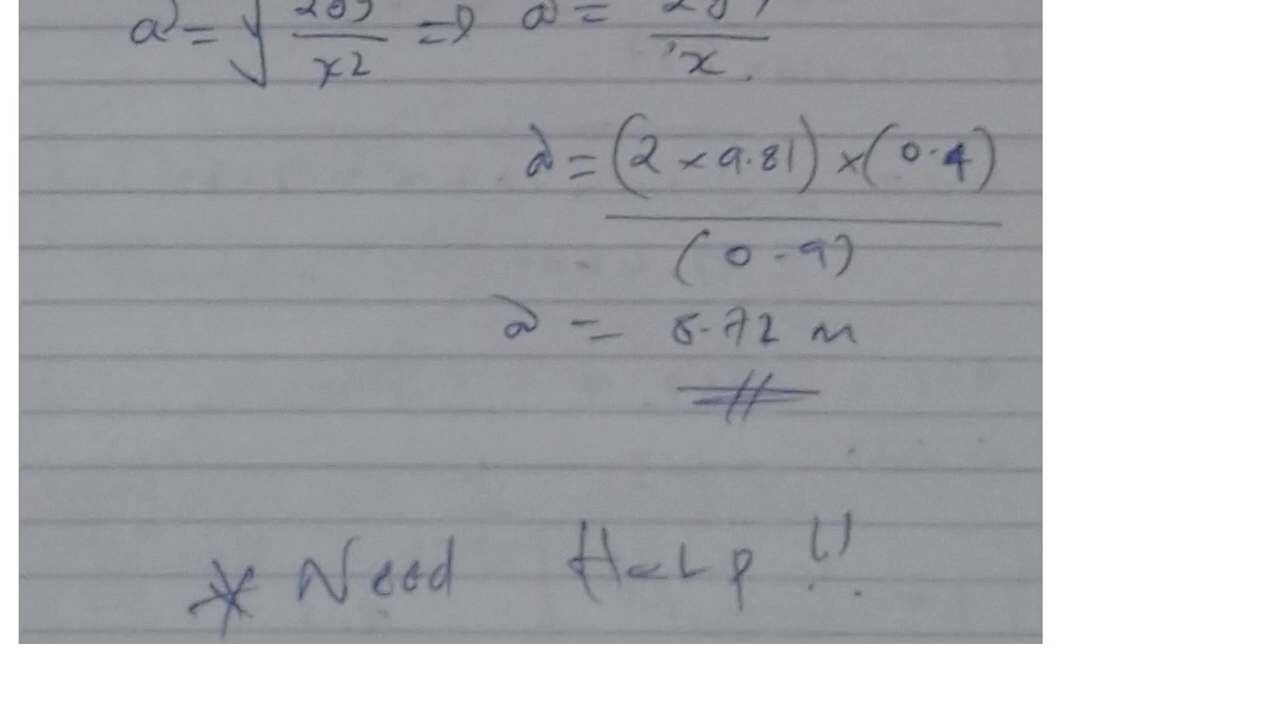 a = √ 2gy / x2 => a = 2gy / x
a = (2 x 9.81) x (0.4)
(0.9)
a = 8.72 m
* Need Help !!